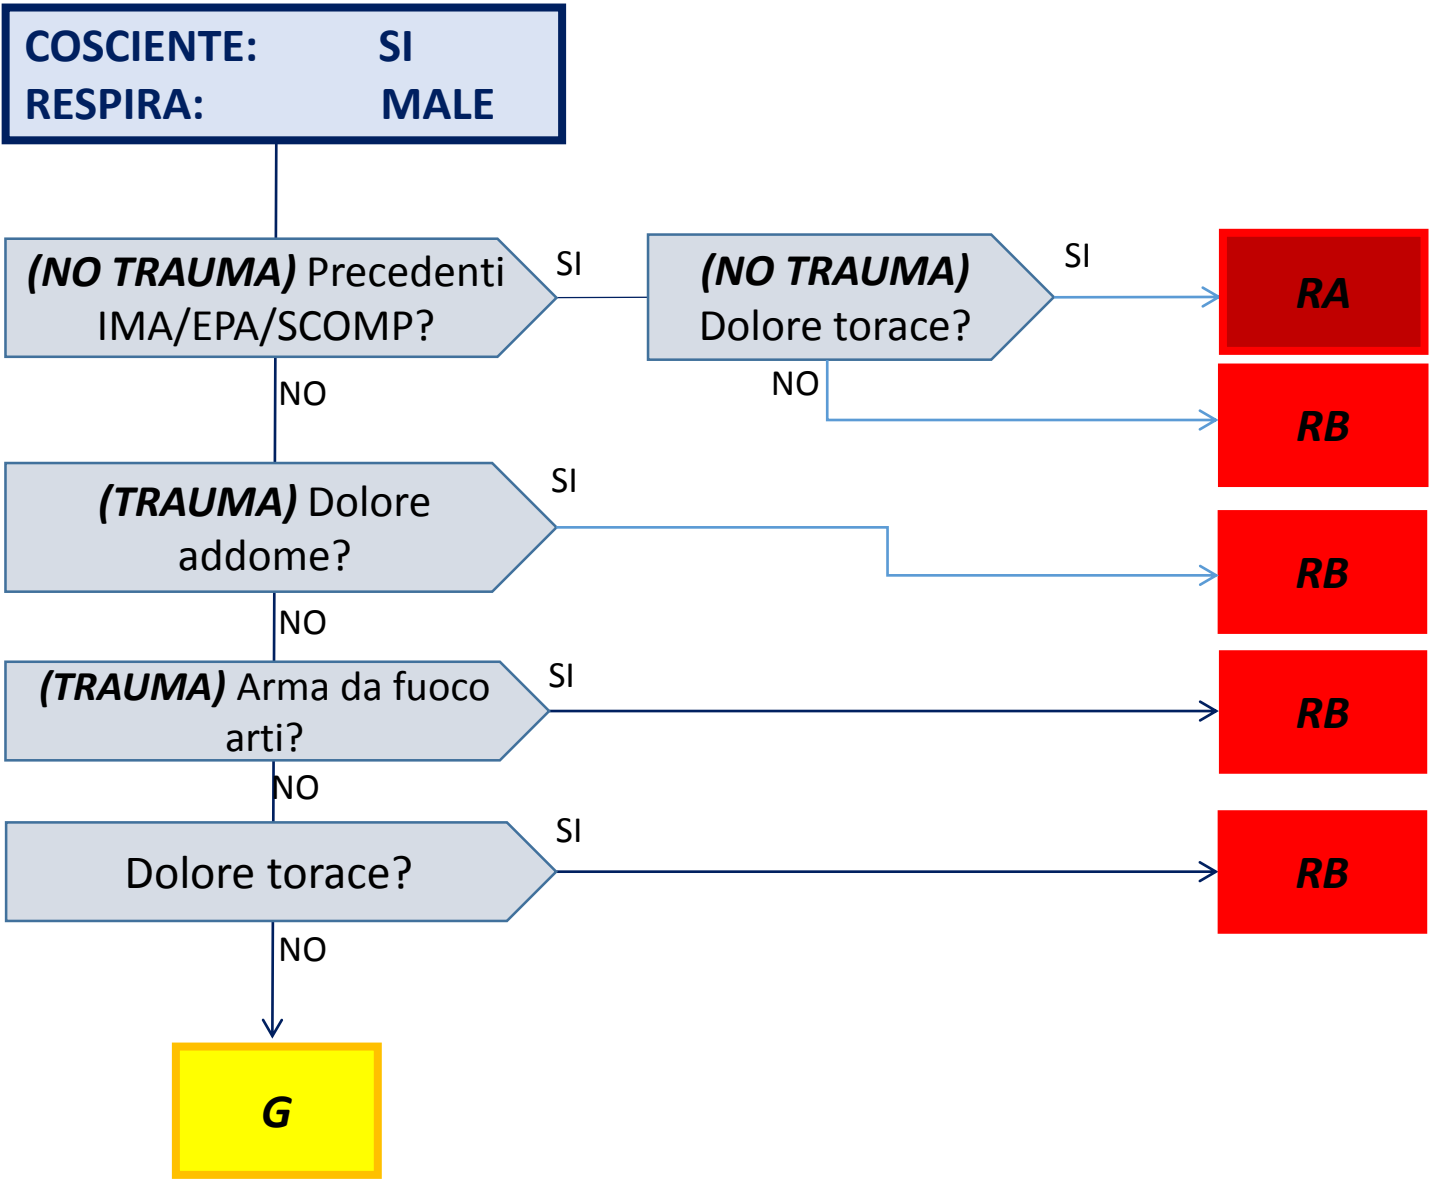 COSCIENTE: SI
RESPIRA: MALE
(NO TRAUMA) Precedenti
IMA/EPA/SCOMP?
SI
(NO TRAUMA)
Dolore torace?
SI
RA
NO
NO
RB
(TRAUMA) Dolore
addome?
SI
RB
NO
(TRAUMA) Arma da fuoco
arti?
SI
RB
NO
Dolore torace?
SI
RB
NO
G